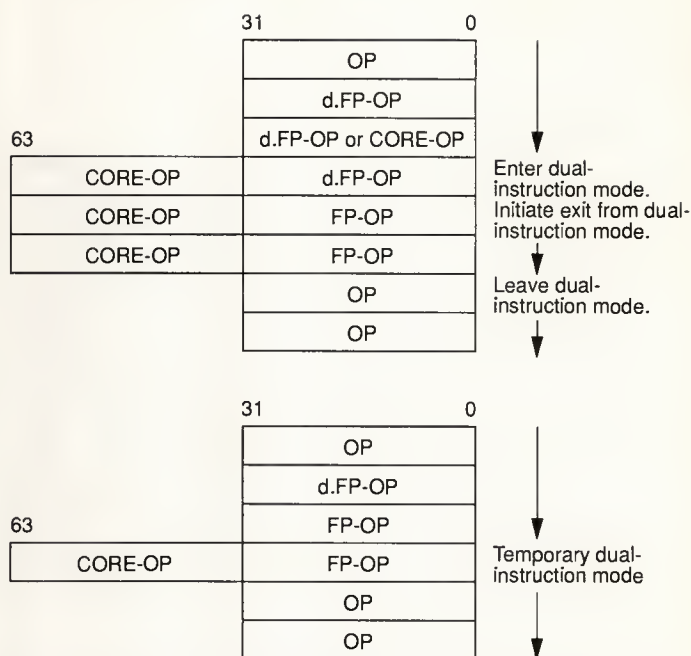 31 0
OP
d.FP-OP
63 d.FP-OP or CORE-OP
CORE-OP d.FP-OP
Enter dual-
instruction mode.
CORE-OP FP-OP
Initiate exit from dual-
instruction mode.
CORE-OP FP-OP
OP
Leave dual-
instruction mode.
OP
31 0
OP
d.FP-OP
63 FP-OP
CORE-OP FP-OP
Temporary dual-
instruction mode
OP
OP